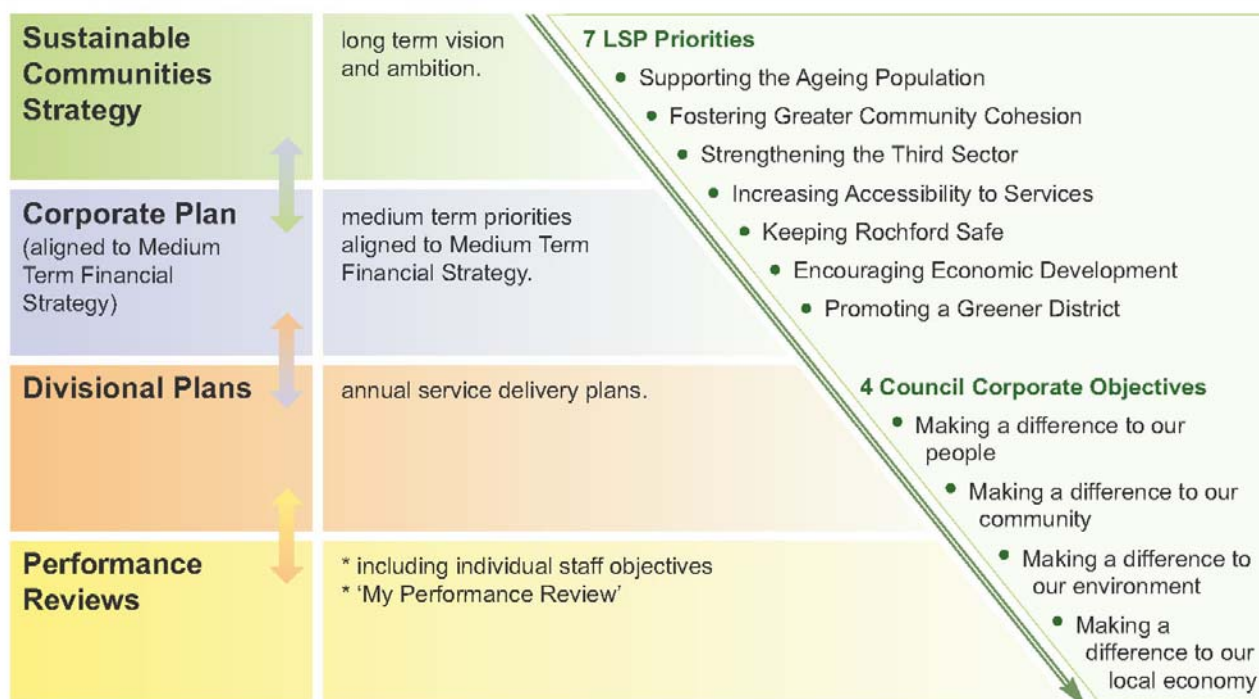 Sustainable
Communities
Strategy
long term vision
and ambition.
Corporate Plan
(aligned to Medium
Term Financial
Strategy)
medium term priorities
aligned to Medium Term
Financial Strategy.
Divisional Plans
annual service delivery plans.
Performance
Reviews
* including individual staff objectives
* ‘My Performance Review’
7 LSP Priorities
• Supporting the Ageing Population
• Fostering Greater Community Cohesion
• Strengthening the Third Sector
• Increasing Accessibility to Services
• Keeping Rochford Safe
• Encouraging Economic Development
• Promoting a Greener District
4 Council Corporate Objectives
• Making a difference to our
people
• Making a difference to our
community
• Making a difference to
our environment
• Making a
difference to our
local economy